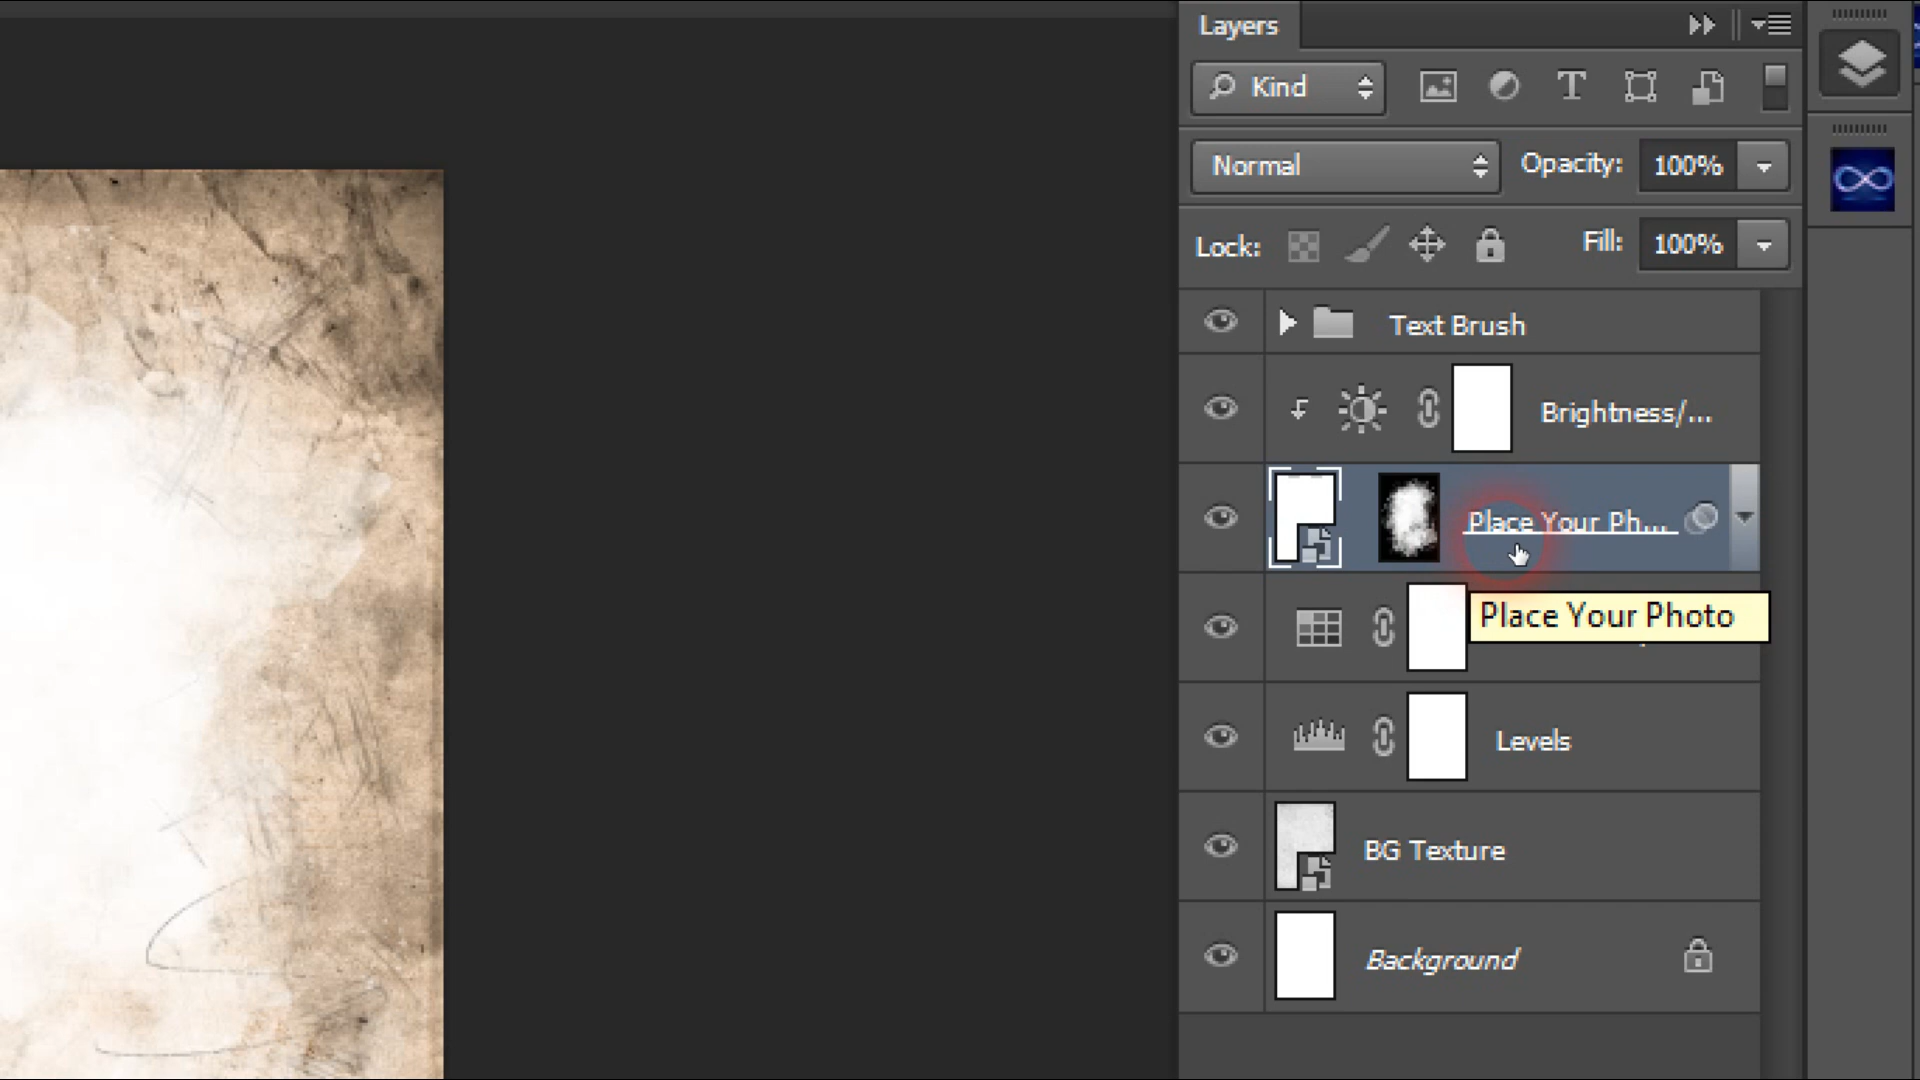 Layers
Kind
Normal
Opacity: 100%
Lock:
Fill: 100%
Text Brush
Brightness/...
Place Your Ph...
Place Your Photo
Levels
BG Texture
Background